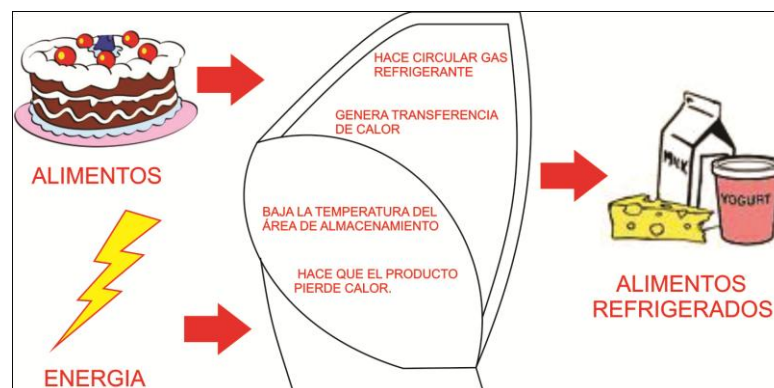 HACE CIRCULAR GAS
REFRIGERANTE
GENERA TRANSFERENCIA
DE CALOR
ALIMENTOS
MILK
YOGURT
BAJA LA TEMPERATURA DEL
ÁREA DE ALMACENAMIENTO
HACE QUE EL PRODUCTO
PIERDE CALOR.
ALIMENTOS
REFRIGERADOS
ENERGIA